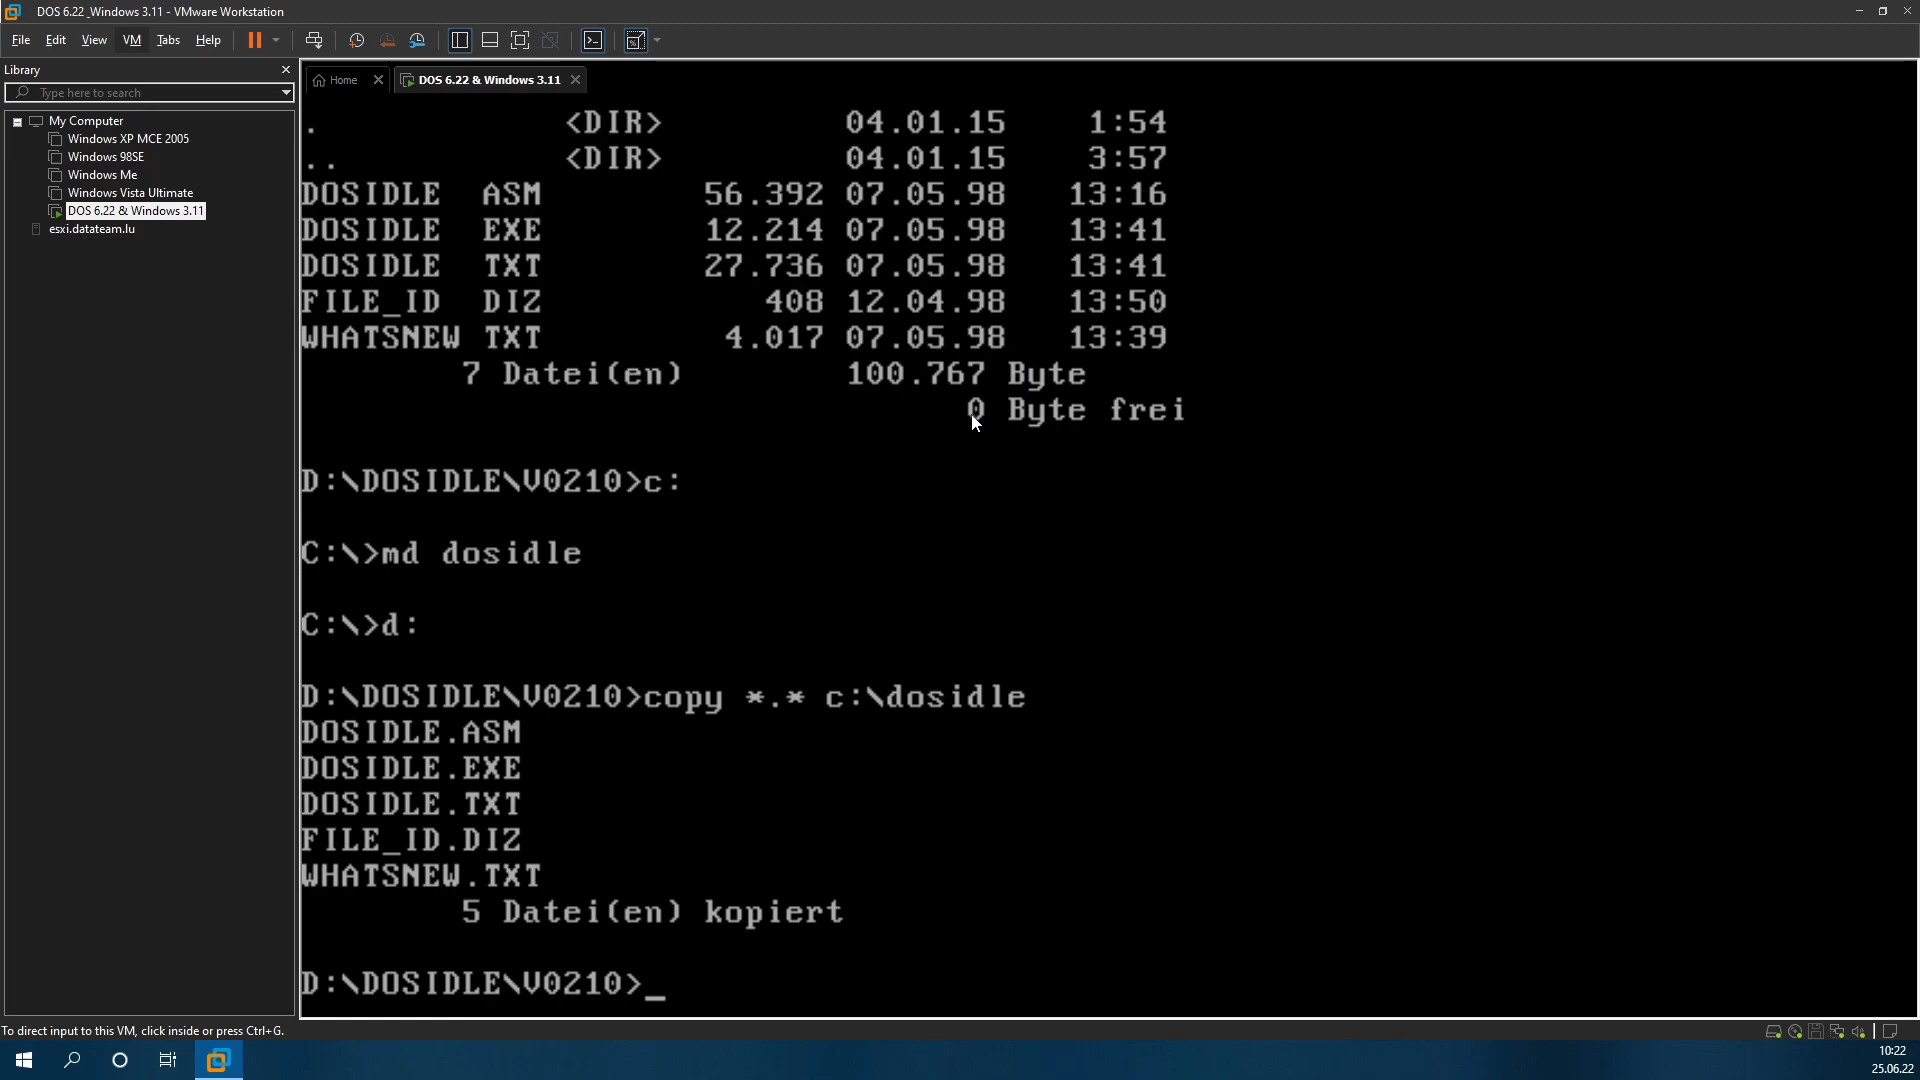 DOS 6.22 _Windows 3.11 - VMware Workstation
File Edit View VM Tabs Help
Library
Type here to search
My Computer
Windows XP MCE 2005
Windows 98SE
Windows Me
Windows Vista Ultimate
DOS 6.22 & Windows 3.11
esxi.datateam.lu
Home
DOS 6.22 & Windows 3.11
. <DIR> 04.01.15 1:54
.. <DIR> 04.01.15 3:57
DOSIDLE ASM 56.392 07.05.98 13:16
DOSIDLE EXE 12.214 07.05.98 13:41
DOSIDLE TXT 27.736 07.05.98 13:41
FILE_ID DIZ 408 12.04.98 13:50
WHATSNEW TXT 4.017 07.05.98 13:39
7 Datei(en) 100.767 Byte
0 Byte frei
D:\DOSIDLE\V0210>c:
C:\>md dosidle
C:\>d:
D:\DOSIDLE\V0210>copy *.* c:\dosidle
DOSIDLE.ASM
DOSIDLE.EXE
DOSIDLE.TXT
FILE_ID.DIZ
WHATSNEW.TXT
5 Datei(en) kopiert
D:\DOSIDLE\V0210>_
To direct input to this VM, click inside or press Ctrl+G.
10:22
25.06.22